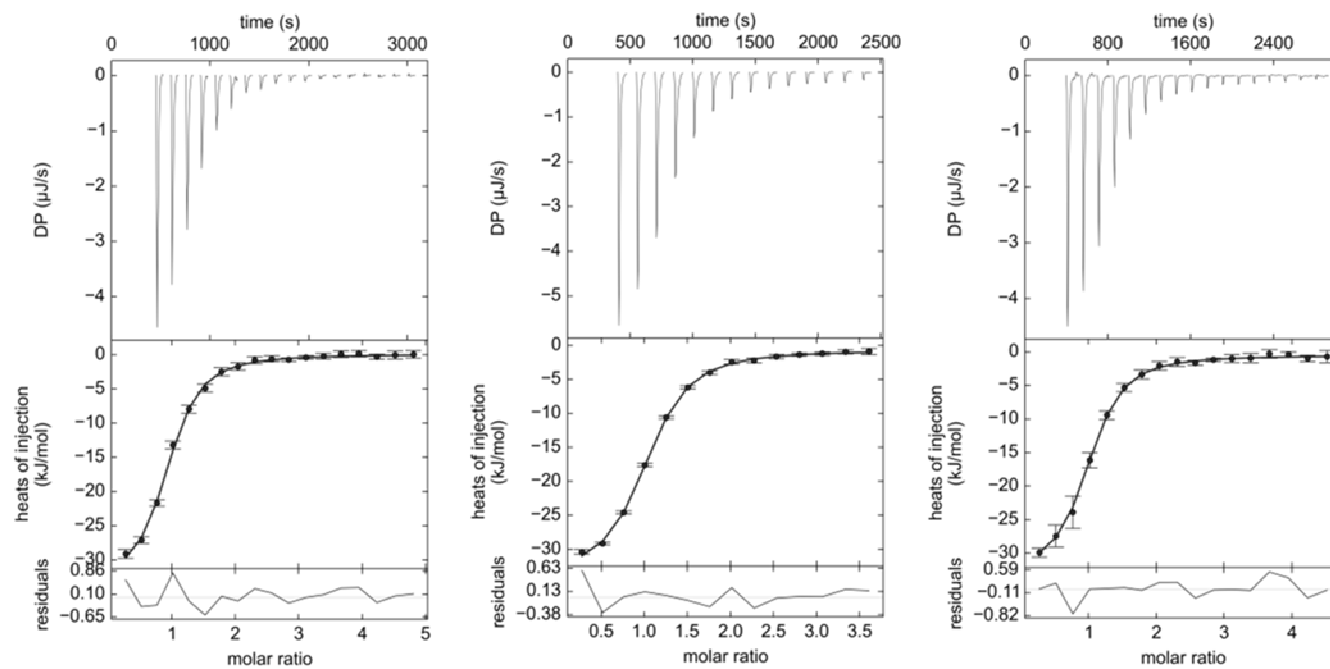 time (s)
0 1000 2000 3000
DP (µJ/s)
0
−1
−2
−3
−4
heats of injection
(kJ/mol)
0
−5
−10
−15
−20
−25
−30
residuals
0.86
0.10
−0.65
1 2 3 4 5
molar ratio
time (s)
0 500 1000 1500 2000 2500
DP (µJ/s)
0
−1
−2
−3
−4
−5
heats of injection
(kJ/mol)
0
−5
−10
−15
−20
−25
−30
residuals
0.63
0.13
−0.38
0.5 1.0 1.5 2.0 2.5 3.0 3.5
molar ratio
time (s)
0 800 1600 2400
DP (µJ/s)
0
−1
−2
−3
−4
heats of injection
(kJ/mol)
0
−5
−10
−15
−20
−25
−30
residuals
0.59
−0.11
−0.82
1 2 3 4
molar ratio